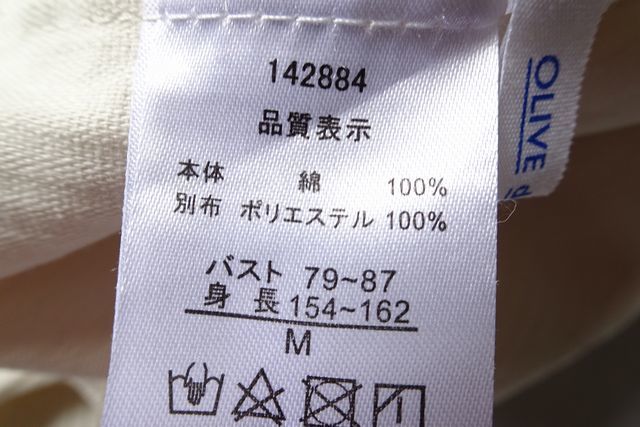 142884
品質表示
本体 綿 100%
別布 ポリエステル 100%
バスト 79~87
身長 154~162
M
OLIVE